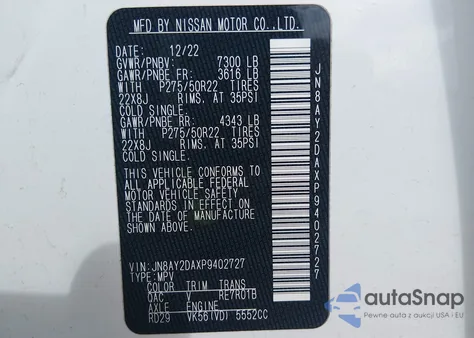 MFD BY NISSAN MOTOR CO.,LTD.
DATE: 12/22
GVWR/PNBV: 7300 LB
GAWR/PNBE FR: 3616 LB
WITH P275/50R22 TIRES
22X8J RIMS, AT 35PSI
COLD SINGLE.
GAWR/PNBE RR: 4343 LB
WITH P275/50R22 TIRES
22X8J RIMS, AT 35PSI
COLD SINGLE.
THIS VEHICLE CONFORMS TO
ALL APPLICABLE FEDERAL
MOTOR VEHICLE SAFETY
STANDARDS IN EFFECT ON
THE DATE OF MANUFACTURE
SHOWN ABOVE.
VIN: JN8AY2DAXP9402727
TYPE: MPV
COLOR TRIM TRANS
QAC V RE7R01B
AXLE ENGINE
RD29 VK56(VD) 5552CC
JN8AY2DAXP9402727
autaSnap
Pewne auta z USA i EU